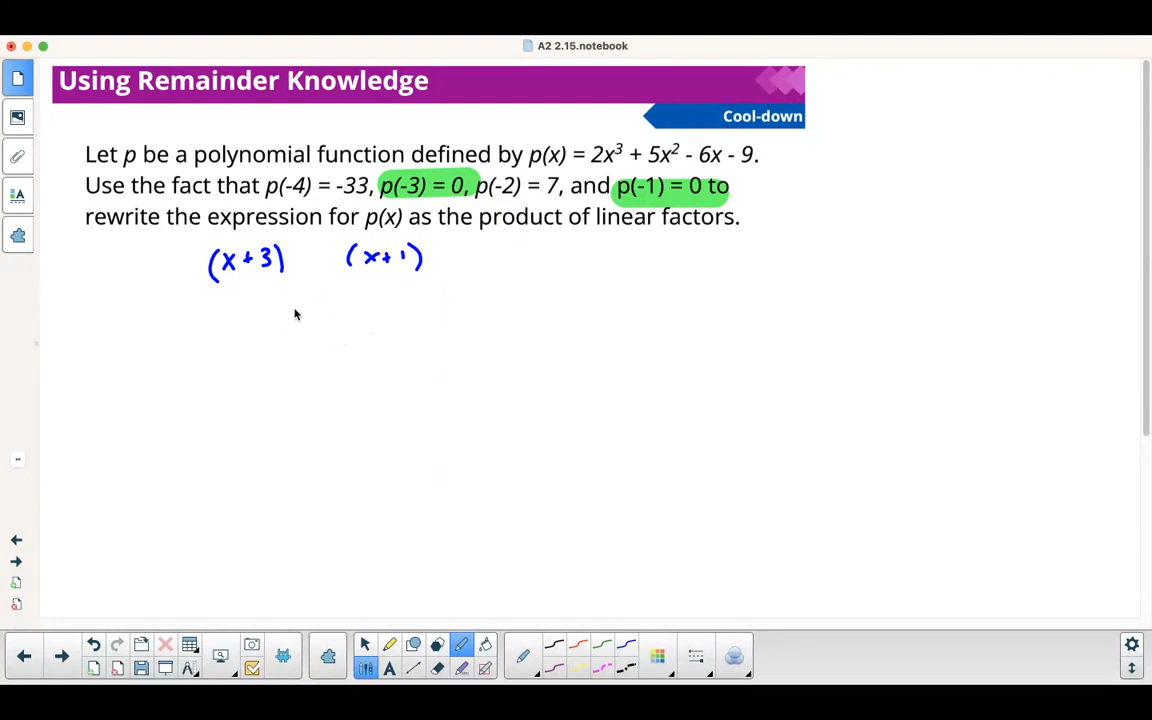 A2 2.15.notebook
Using Remainder Knowledge
Cool-down
Let p be a polynomial function defined by p(x) = 2x³ + 5x² - 6x - 9.
Use the fact that p(-4) = -33, p(-3) = 0, p(-2) = 7, and p(-1) = 0 to
rewrite the expression for p(x) as the product of linear factors.
(x+3) (x+1)